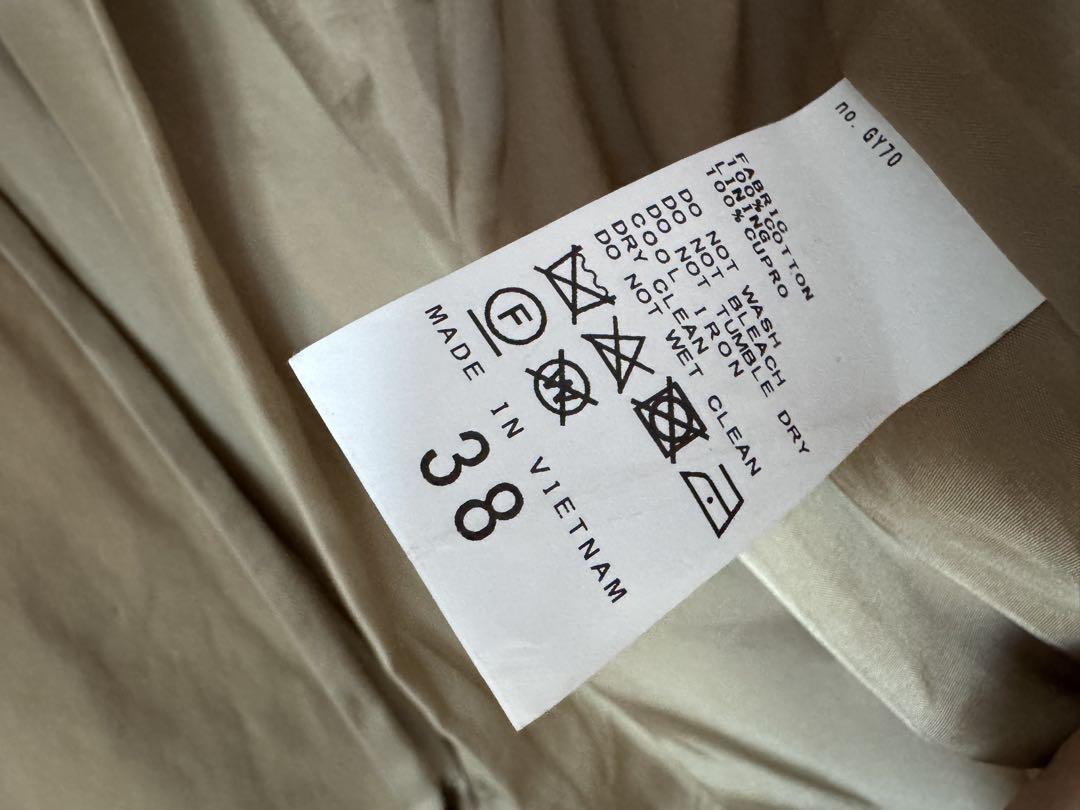 no. GY70
FABRIC
100%COTTON
LINING
100%CUPRO
DO NOT WASH
DO NOT BLEACH
DO NOT TUMBLE DRY
COOL IRON
DRY CLEAN
DO NOT WET CLEAN
F
W
MADE IN VIETNAM
38